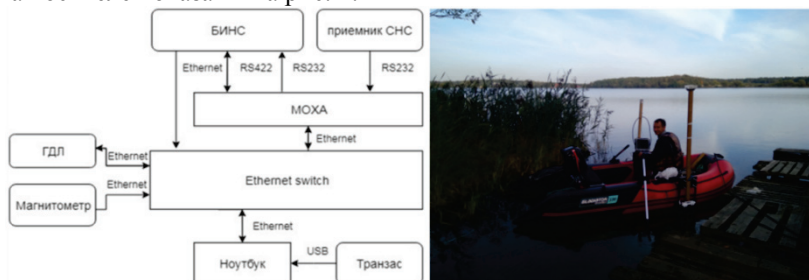 БИНС
приемник СНС
Ethernet
RS422
RS232
RS232
MOXA
Ethernet
ГДЛ
Ethernet
Ethernet
Магнитометр
Ethernet switch
Ethernet
USB
Ноутбук
Транзас